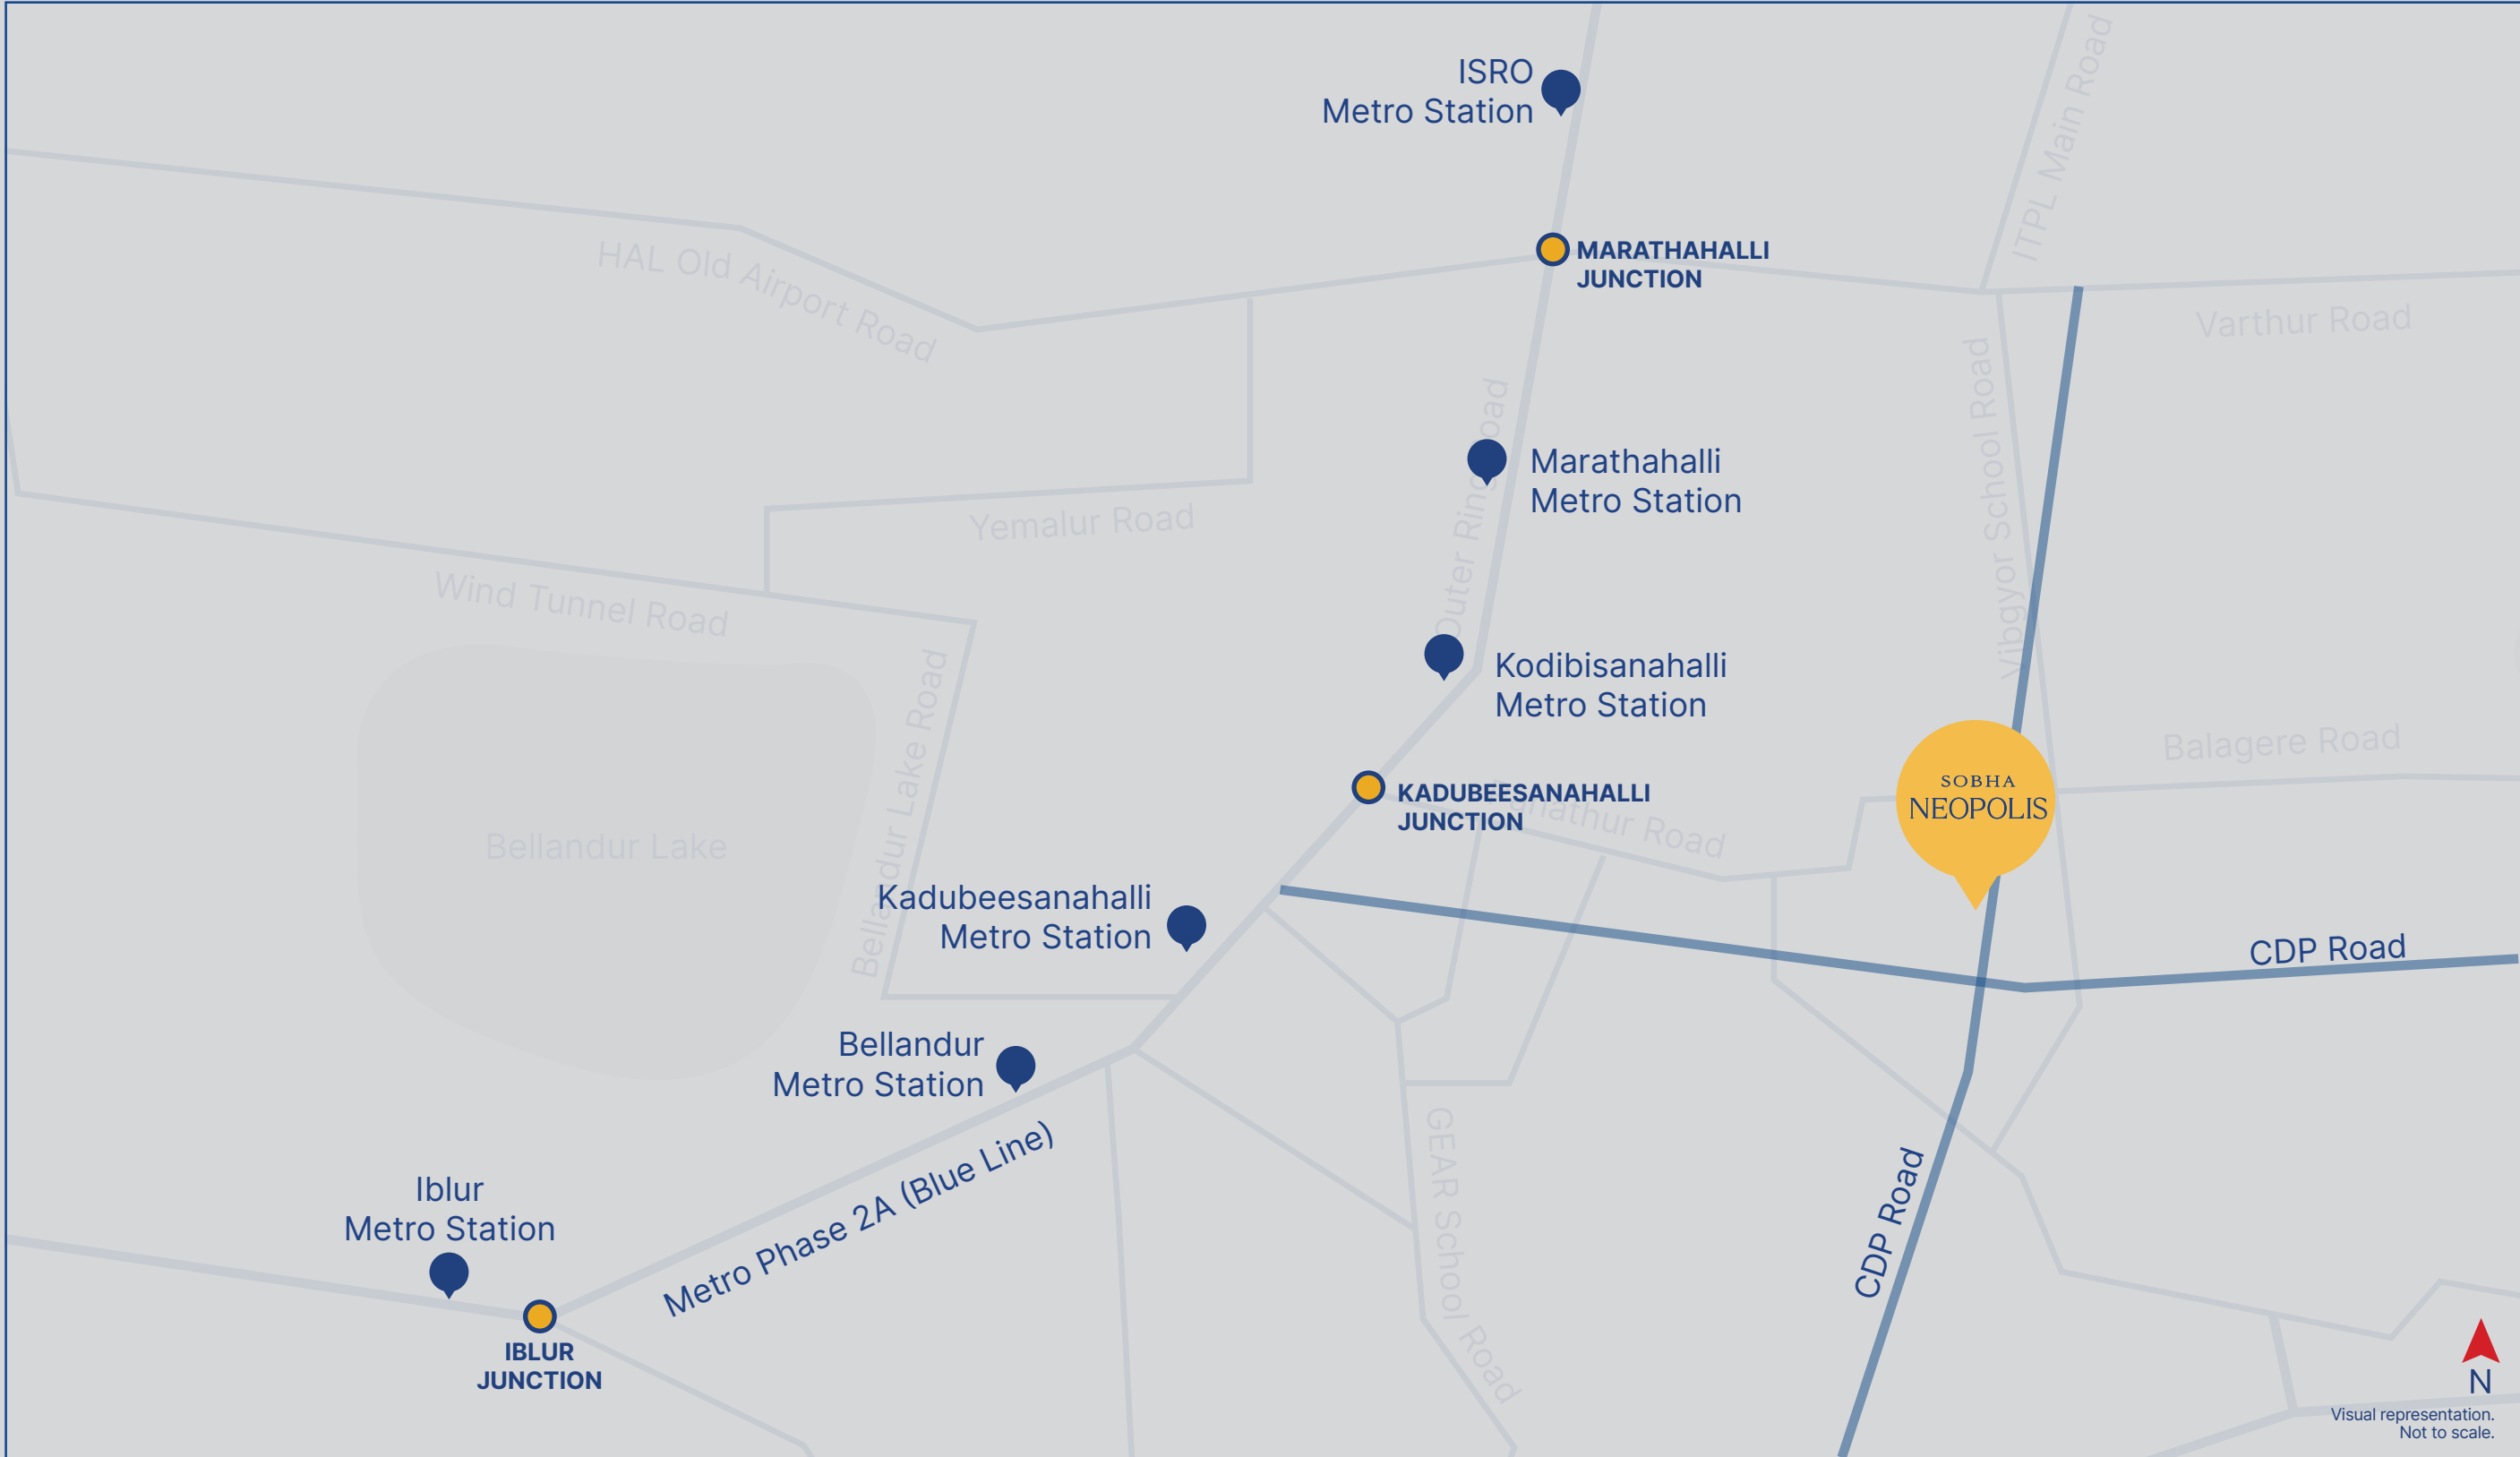 ISRO
Metro Station
ITPL Main Road
MARATHAHALLI
JUNCTION
HAL Old Airport Road
Varthur Road
Outer Ring
oad
Marathahalli
Metro Station
Vibgyor School Road
Yemalur Road
Wind Tunnel Road
Kodibisanahalli
Metro Station
Bellandur Lake Road
Balagere Road
SOBHA
NEOPOLIS
KADUBEESANAHALLI
JUNCTION
Road
Bellandur Lake
Kadubeesanahalli
Metro Station
CDP Road
Bellandur
Metro Station
Metro Phase 2A (Blue Line)
GEAR School Road
CDP Road
Iblur
Metro Station
IBLUR
JUNCTION
N
Visual representation.
Not to scale.